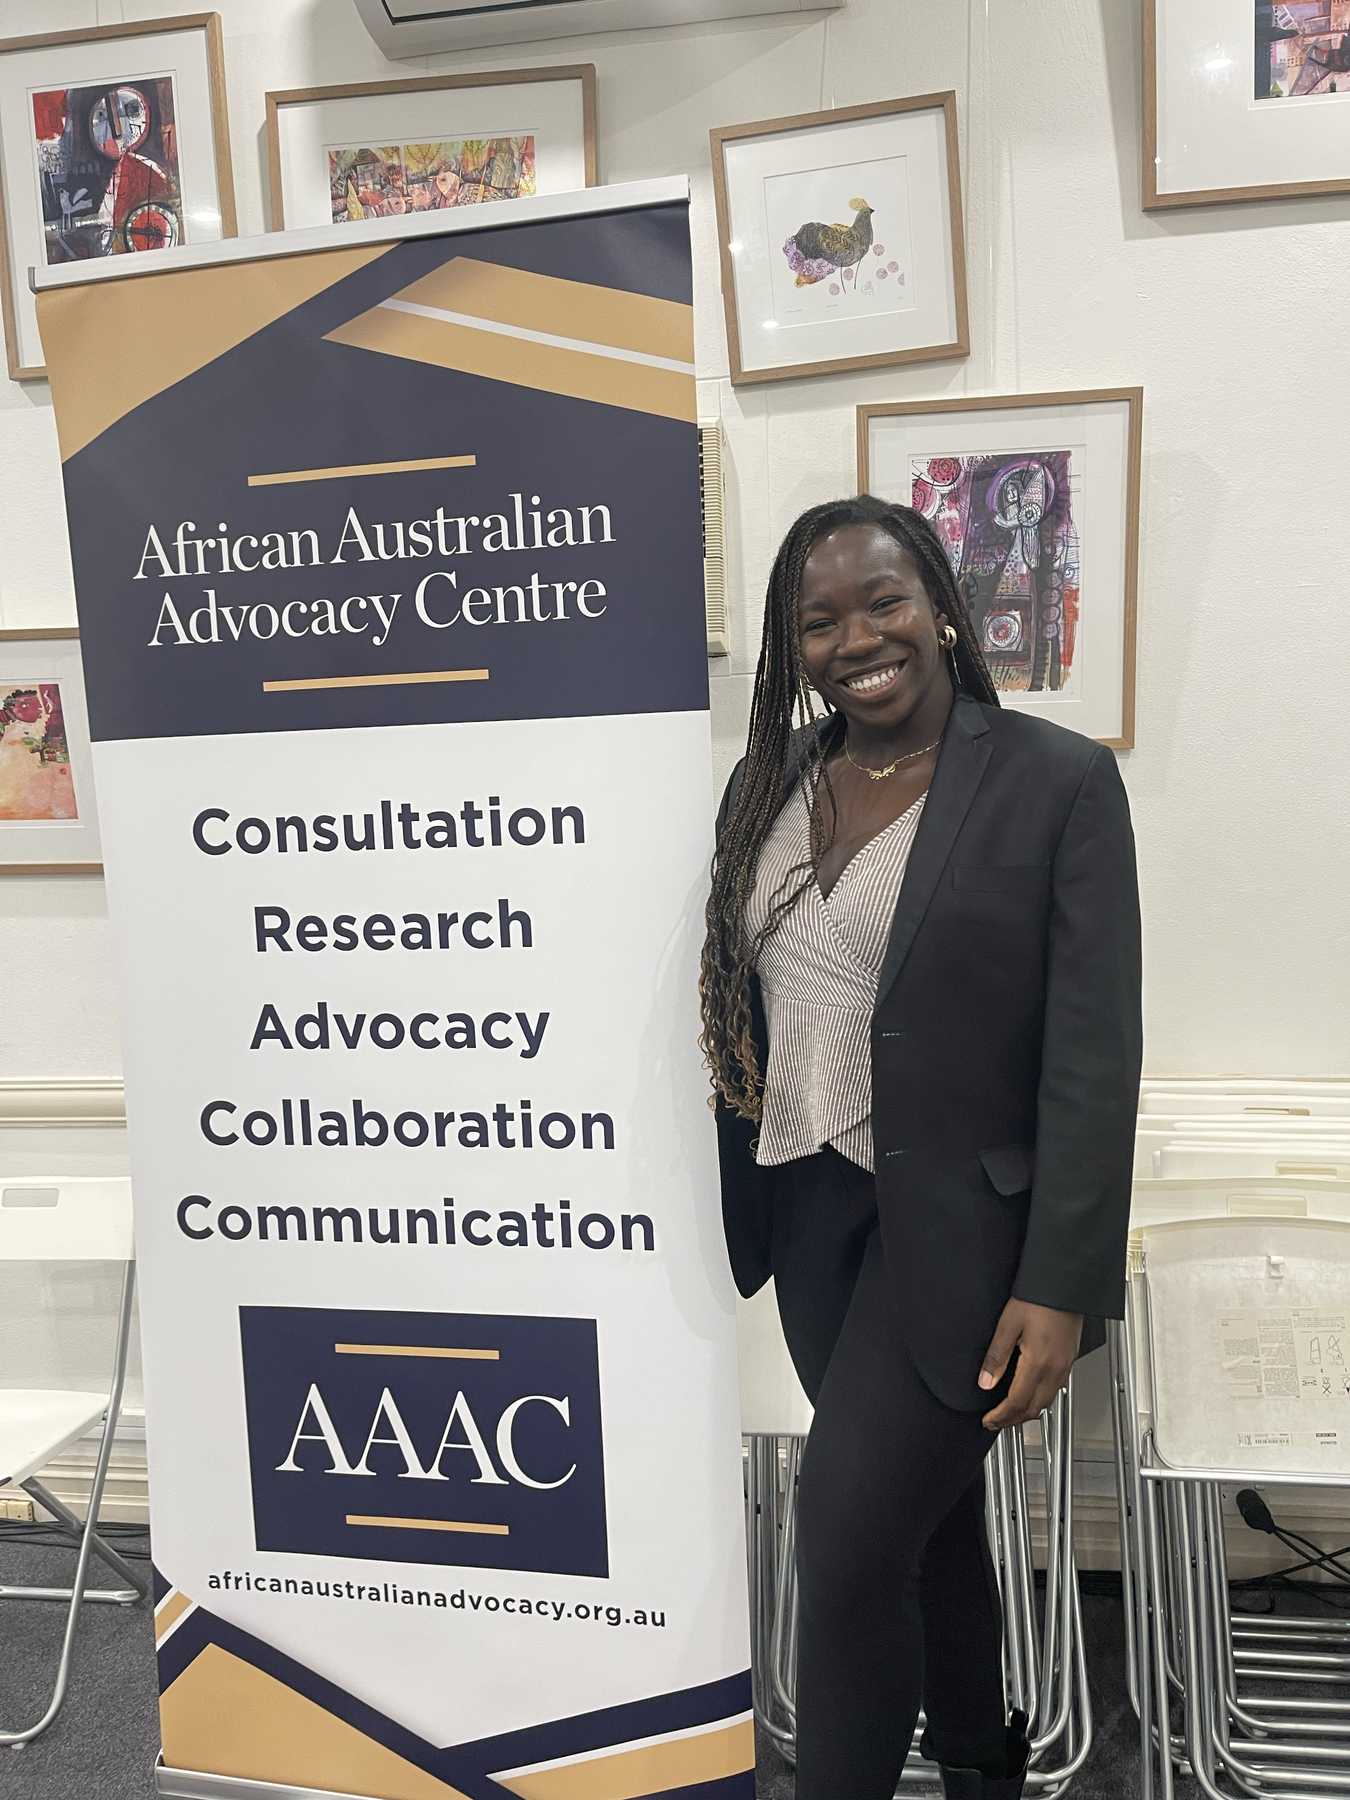 African Australian
Advocacy Centre
Consultation
Research
Advocacy
Collaboration
Communication
AAAC
africanaustralianadvocacy.org.au